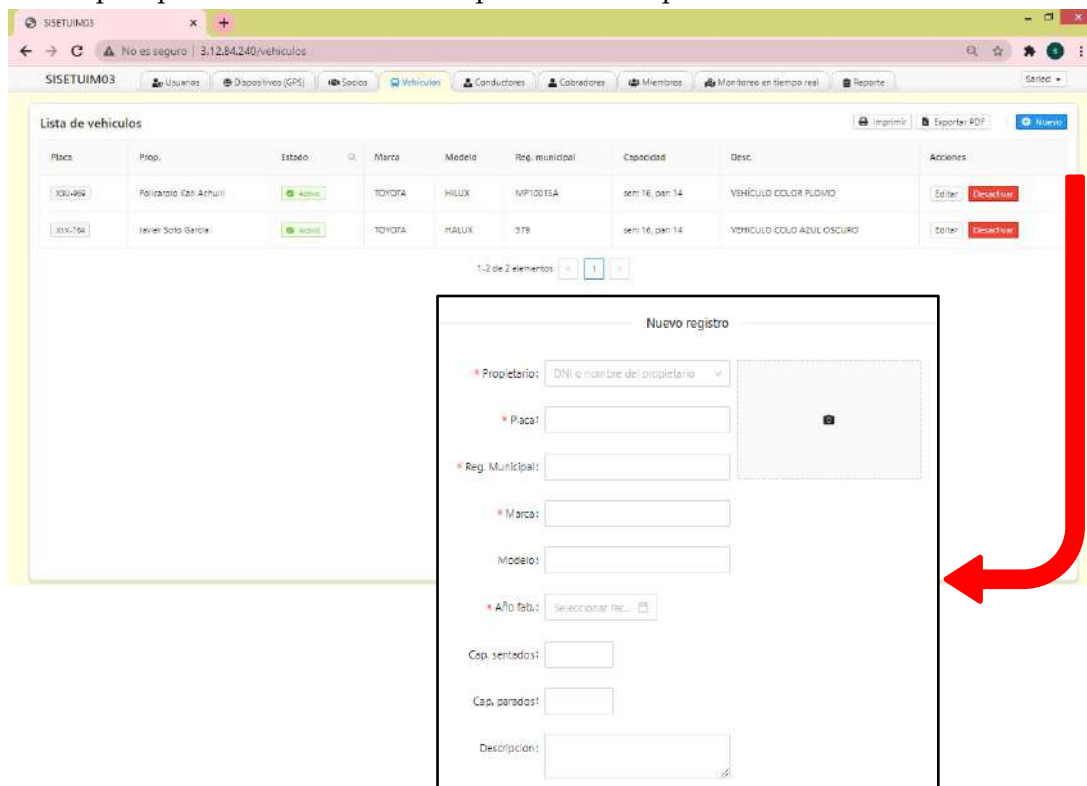 SISETUIM03
No es seguro | 3.12.84.240/vehiculos
SISETUIM03 Usuarios Dispositivos (GPS) Socios Vehiculos Conductores Cobradores Miembros Monitoreo en tiempo real Reporte Sarled
Lista de vehiculos Imprimir Exportar PDF Nuevo
Placa Prop. Estado Marca Modelo Reg. municipal Capacidad Desc. Acciones
Policarpio Activo TOYOTA HILUX MP10015A sen: 16, par: 14 VEHÍCULO COLOR PLOMO Editar Desactivar
Javier Soto Garcia Activo TOYOTA HALUX 579 sen: 16, par: 14 VEHICULO COLO AZUL OSCURO Editar Desactivar
1-2 de 2 elementos < 1 >
Nuevo registro
* Propietario: DNI o nombre del propietario
* Placa:
* Reg. Municipal:
* Marca:
Modelo:
* Año fab.: Seleccionar fec...
Cap. sentados:
Cap. parados:
Descripcion: